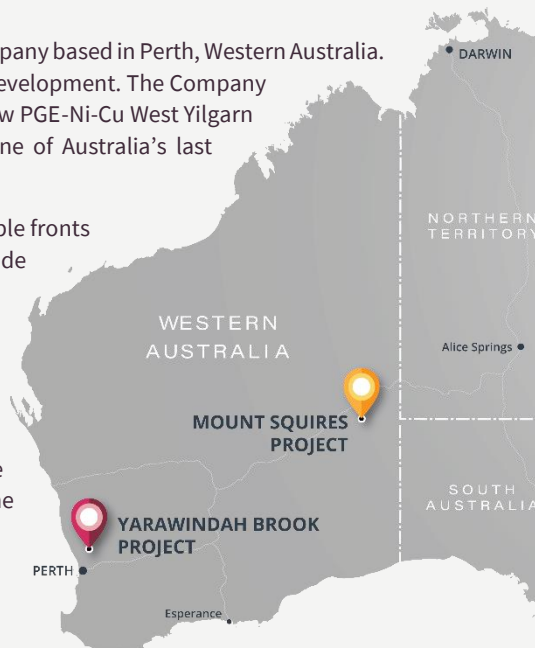 pany based in Perth, Western Australia.
evelopment. The Company
w PGE-Ni-Cu West Yilgarn
ne of Australia's last
ple fronts
de
e
ne
DARWIN
NORTHERN
TERRITORY
WESTERN
AUSTRALIA
Alice Springs
MOUNT SQUIRES
PROJECT
SOUTH
AUSTRALIA
YARAWINDAH BROOK
PROJECT
PERTH
Esperance